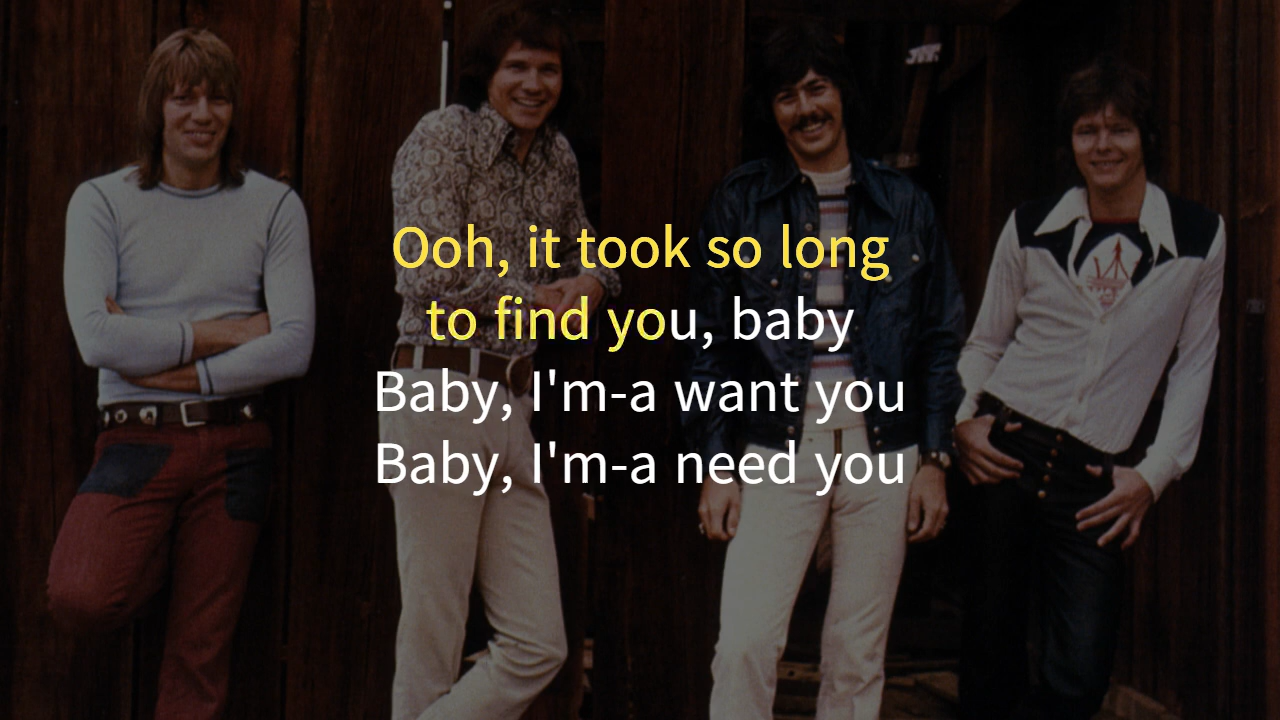 Ooh, it took so long
to find you, baby
Baby, I'm-a want you
Baby, I'm-a need you